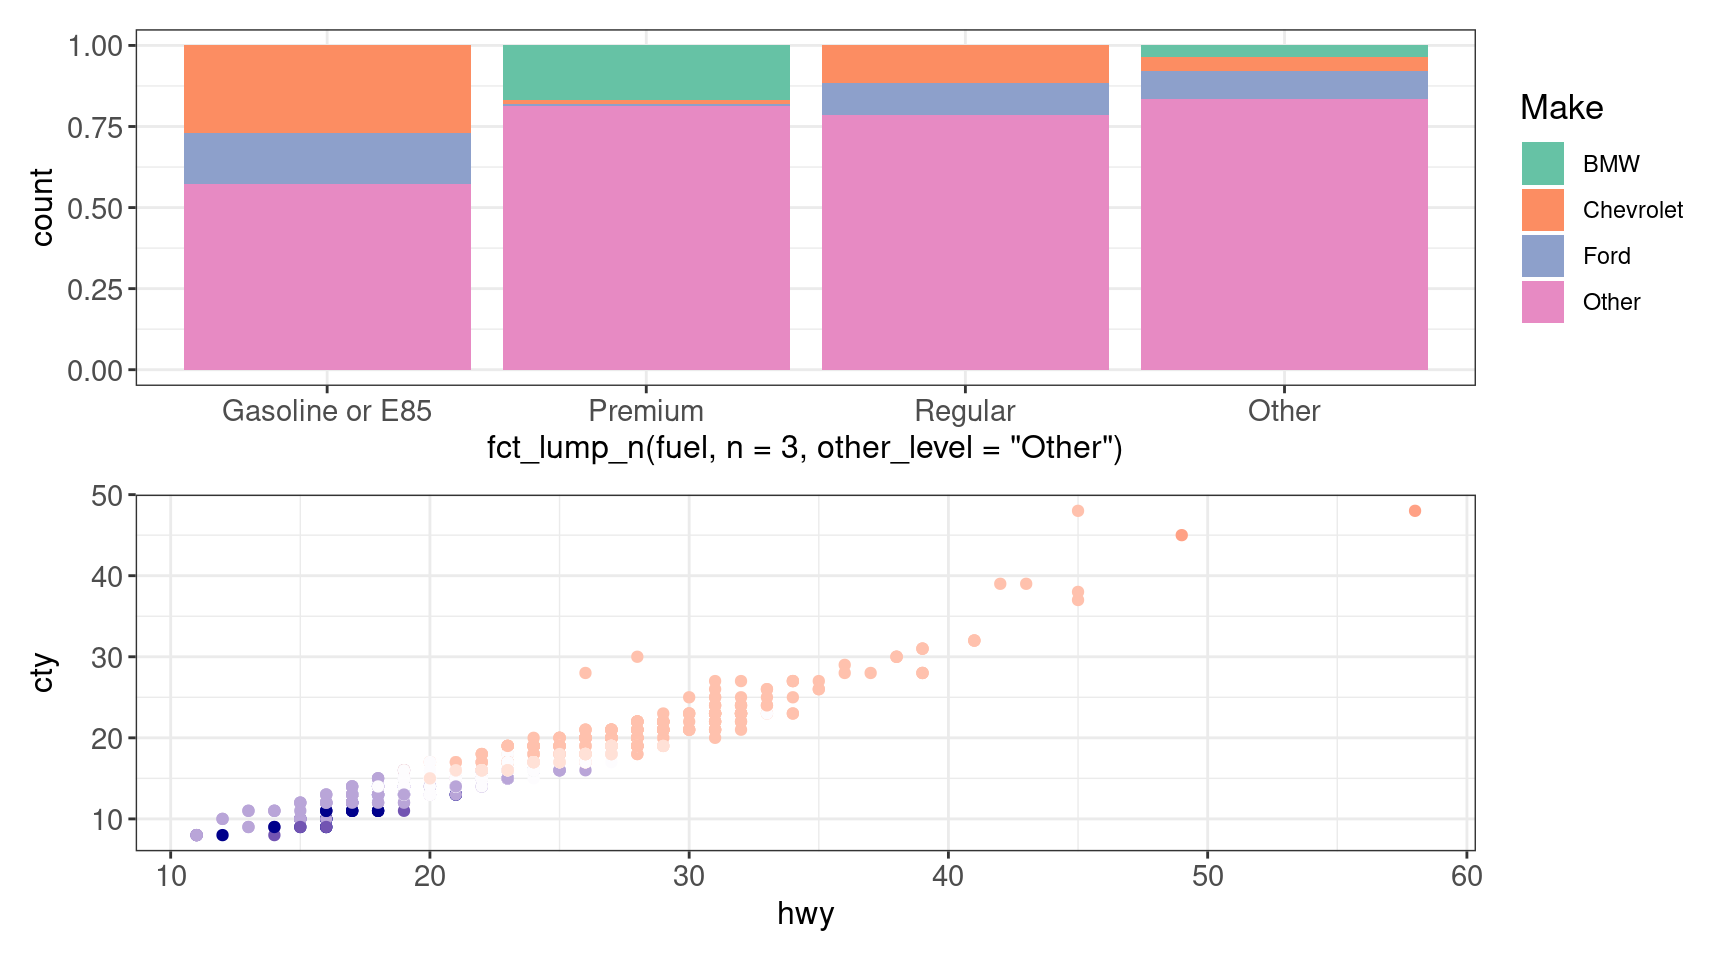 1.00
0.75
0.50
0.25
0.00
count
Gasoline or E85 Premium Regular Other
fct_lump_n(fuel, n = 3, other_level = "Other")
Make
BMW
Chevrolet
Ford
Other
50
40
30
20
10
cty
10 20 30 40 50 60
hwy